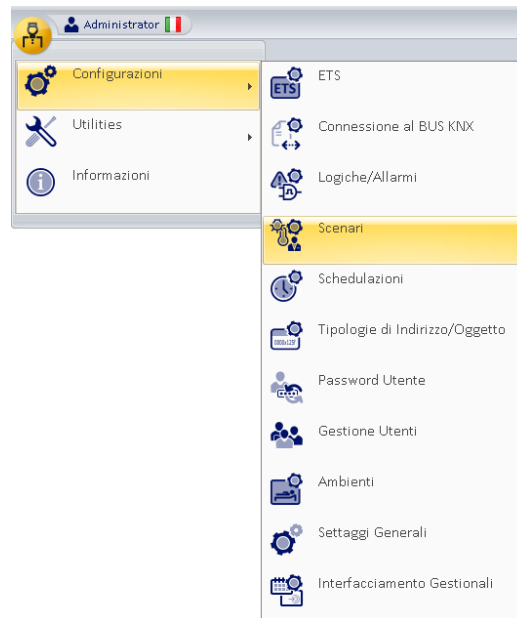 Administrator
Configurazioni
Utilities
Informazioni
ETS
ETS
Connessione al BUS KNX
Logiche/Allarmi
Scenari
Schedulazioni
Tipologie di Indirizzo/Oggetto
Password Utente
Gestione Utenti
Ambienti
Settaggi Generali
Interfacciamento Gestionali